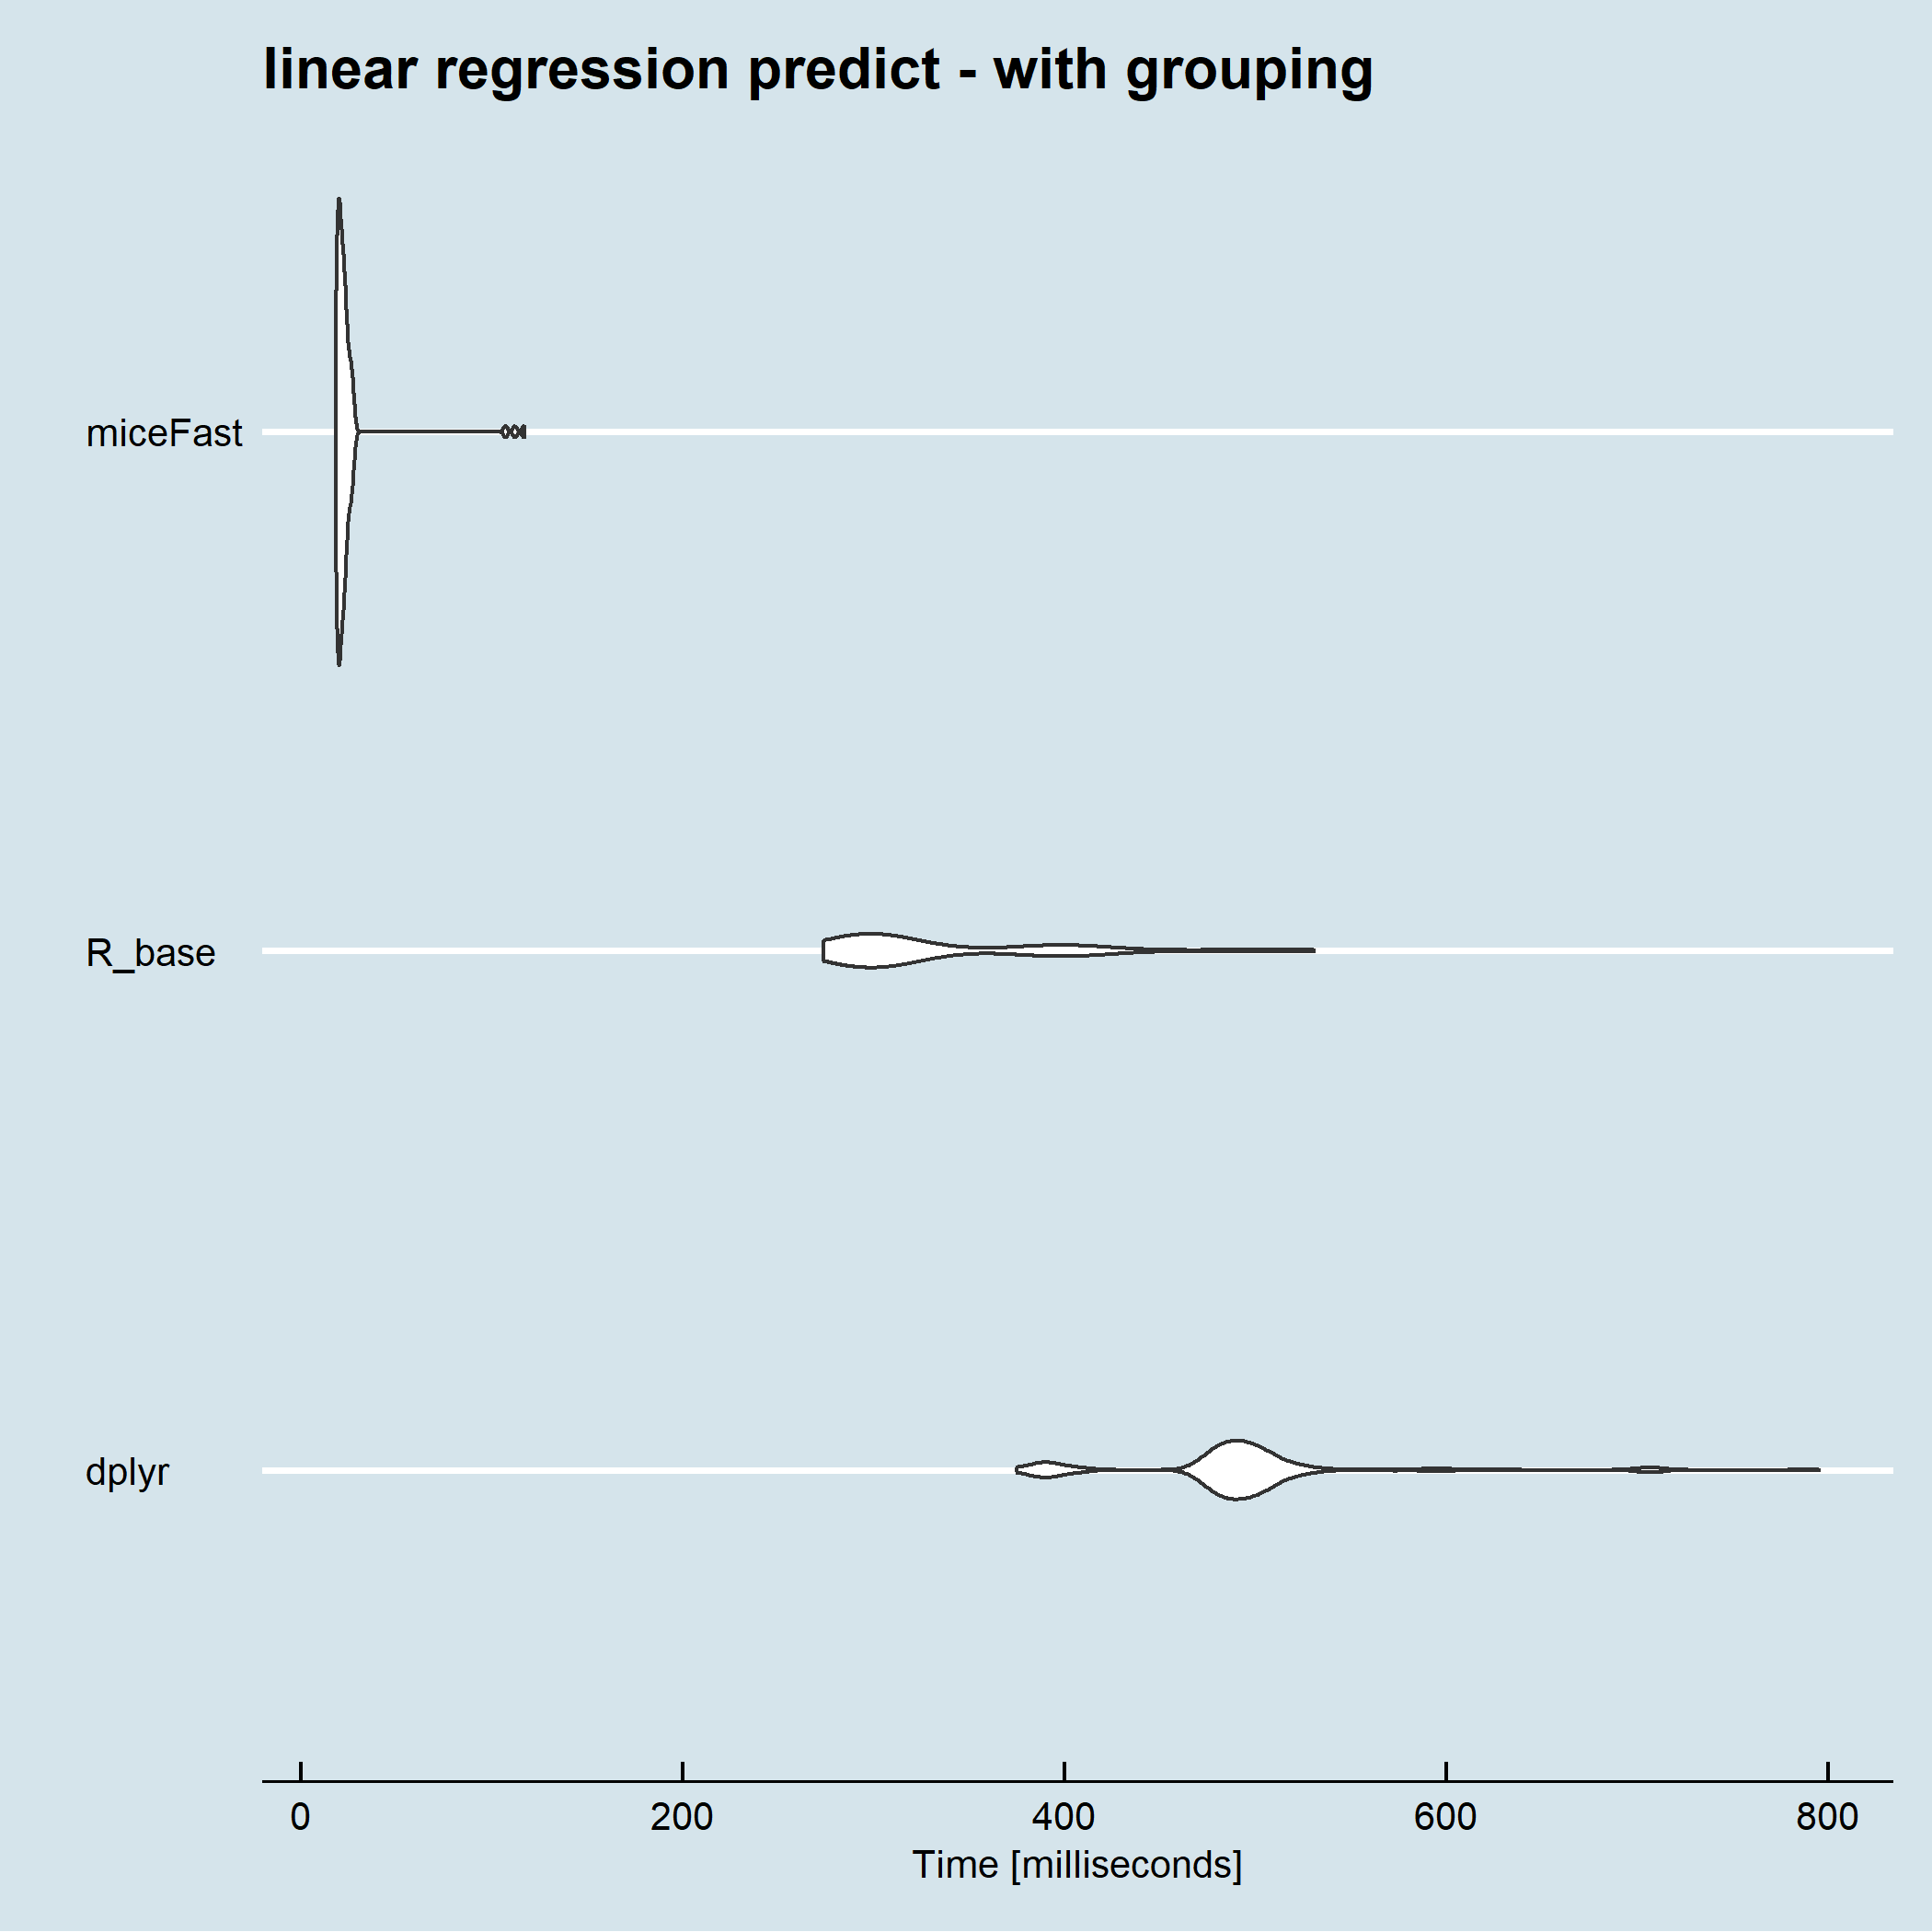 linear regression predict - with grouping
miceFast
R_base
dplyr
0 200 400 600 800
Time [milliseconds]